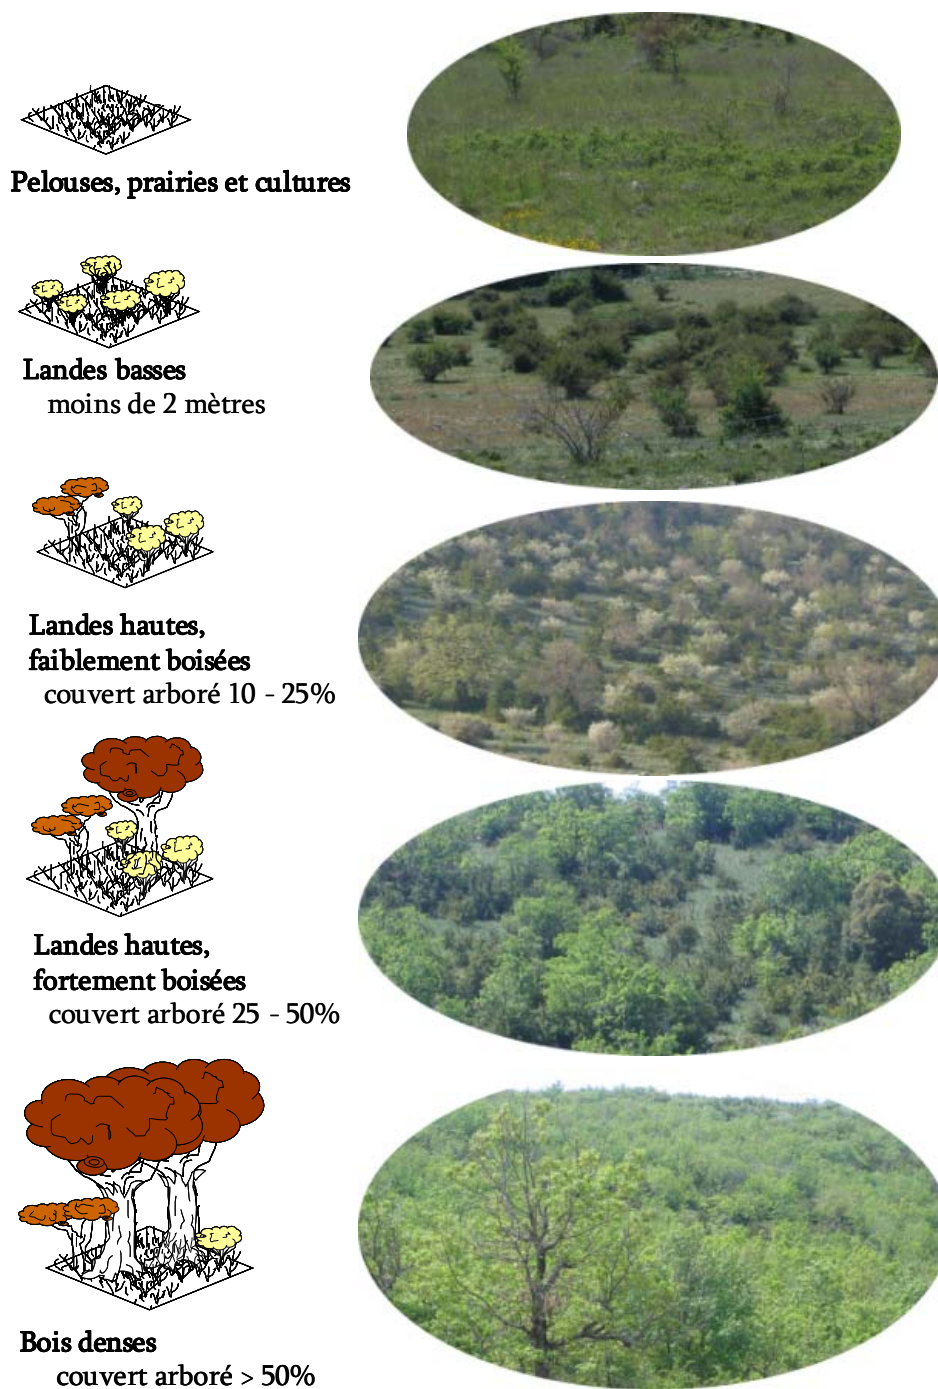 Pelouses, prairies et cultures
Landes basses
moins de 2 mètres
Landes hautes,
faiblement boisées
couvert arboré 10 - 25%
Landes hautes,
fortement boisées
couvert arboré 25 - 50%
Bois denses
couvert arboré > 50%